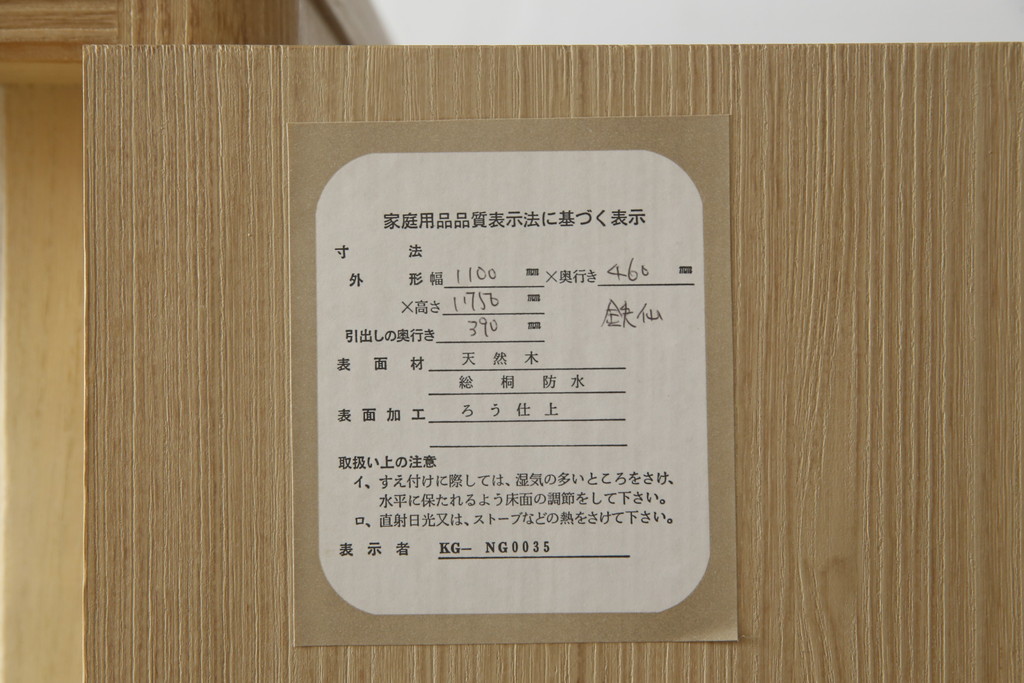 家庭用品品質表示法に基づく表示
寸法
外形幅 1100 mm ×奥行き 460 mm
×高さ 1,750 mm
鉄仙
引出しの奥行き 390 mm
表面材 天然木
総桐防水
表面加工 ろう仕上
取扱い上の注意
イ、すえ付けに際しては、湿気の多いところをさけ、
水平に保たれるよう床面の調節をして下さい。
ロ、直射日光又は、ストーブなどの熱をさけて下さい。
表示者 KG— NG0035